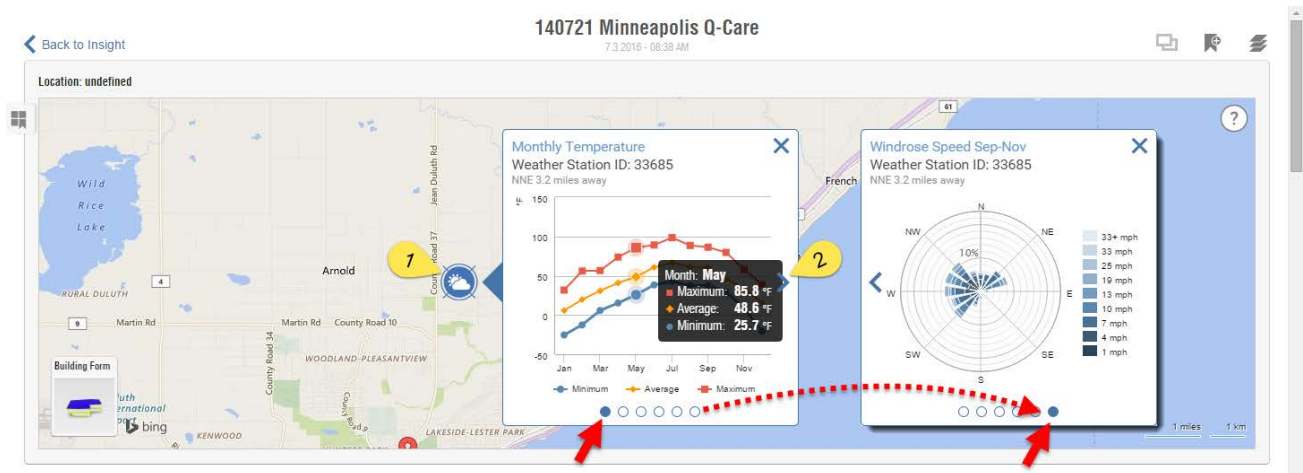 140721 Minneapolis Q-Care
Back to Insight
7.3.2016 - 08:38 AM
Location: undefined
61
?
Monthly Temperature
Weather Station ID: 33685
NNE 3.2 miles away
Windrose Speed Sep-Nov
Weather Station ID: 33685
NNE 3.2 miles away
Wild
Rice
Lake
Jean Duluth Rd
French
°F
150
100
50
0
-50
Jan
Mar
May
Jul
Sep
Nov
Minimum
Average
Maximum
Month: May
Maximum: 85.8 °F
Average: 48.6 °F
Minimum: 25.7 °F
1
2
N
NE
E
SE
S
SW
W
NW
10%
33+ mph
33 mph
25 mph
19 mph
13 mph
10 mph
7 mph
4 mph
1 mph
Arnold
4
RURAL DULUTH
9
Martin Rd
Martin Rd
County Road 10
County Road 34
WOODLAND-PLEASANTVIEW
Building Form
bing
KENWOOD
LAKESIDE-LESTER PARK
1 miles
1 km